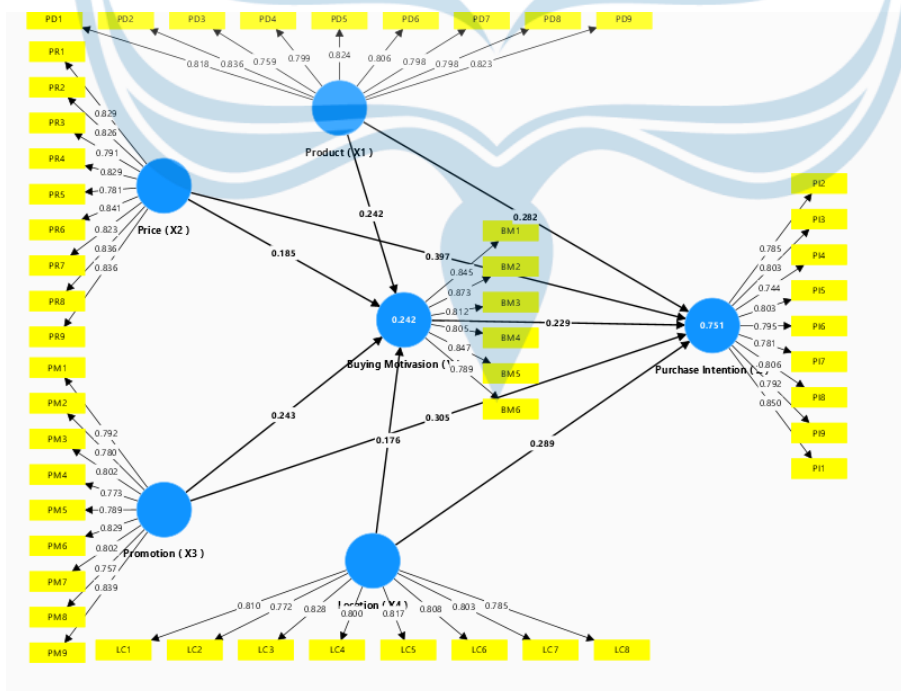 PD1 PD2 PD3 PD4 PD5 PD6 PD7 PD8 PD9
0.818 0.836 0.759 0.799 0.824 0.806 0.798 0.798 0.823
Product (X1)
PR1
PR2
PR3
PR4
PR5
PR6
PR7
PR8
PR9
0.829
0.826
0.791
0.829
0.781
0.841
0.823
0.836
0.836
Price (X2)
0.242
0.282
0.185
0.397
BM1
BM2
BM3
BM4
BM5
BM6
0.845
0.873
0.812
0.805
0.847
0.789
0.242
Buying Motivasion
0.229
0.751
Purchase Intention
PI2
PI3
PI4
PI5
PI6
PI7
PI8
PI9
PI1
0.785
0.803
0.744
0.803
0.795
0.781
0.806
0.792
0.850
0.243
0.305
0.176
0.289
PM1
PM2
PM3
PM4
PM5
PM6
PM7
PM8
PM9
0.792
0.780
0.802
0.773
0.789
0.829
0.802
0.757
0.839
Promotion (X3)
Location (X4)
0.810 0.772 0.828 0.800 0.817 0.808 0.803 0.785
LC1 LC2 LC3 LC4 LC5 LC6 LC7 LC8